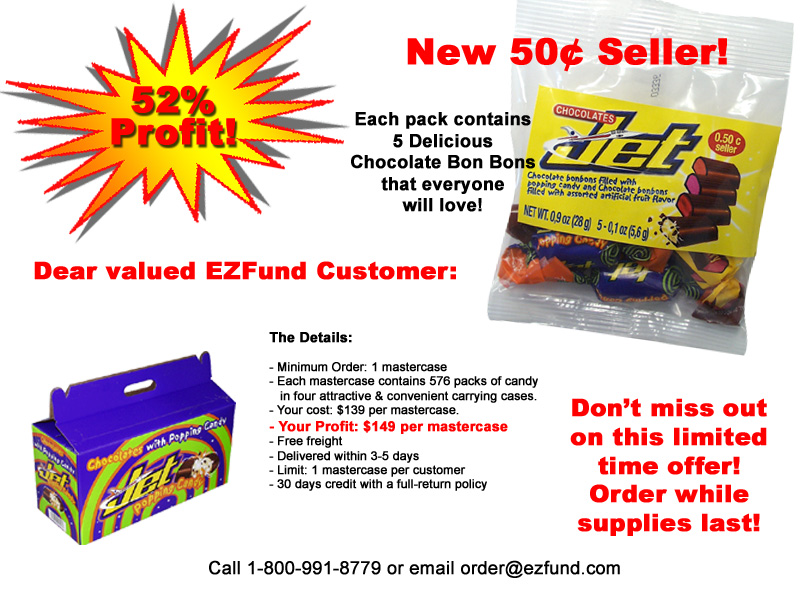 52%
Profit!
New 50¢ Seller!
Each pack contains
5 Delicious
Chocolate Bon Bons
that everyone
will love!
CHOCOLATES
Jet
0.50 ¢
seller
Chocolate bonbons filled with
popping candy and Chocolate bonbons
filled with assorted artificial fruit flavor
NET WT. 0,9 oz (28 g) 5 - 0,1 oz (5,6 g)
Popping Candy
Jet
Dear valued EZFund Customer:
The Details:
- Minimum Order: 1 mastercase
- Each mastercase contains 576 packs of candy
in four attractive & convenient carrying cases.
- Your cost: $139 per mastercase.
- Your Profit: $149 per mastercase
- Free freight
- Delivered within 3-5 days
- Limit: 1 mastercase per customer
- 30 days credit with a full-return policy
Chocolates with Popping Candy
Jet
Popping Candy
Don't miss out
on this limited
time offer!
Order while
supplies last!
Call 1-800-991-8779 or email order@ezfund.com